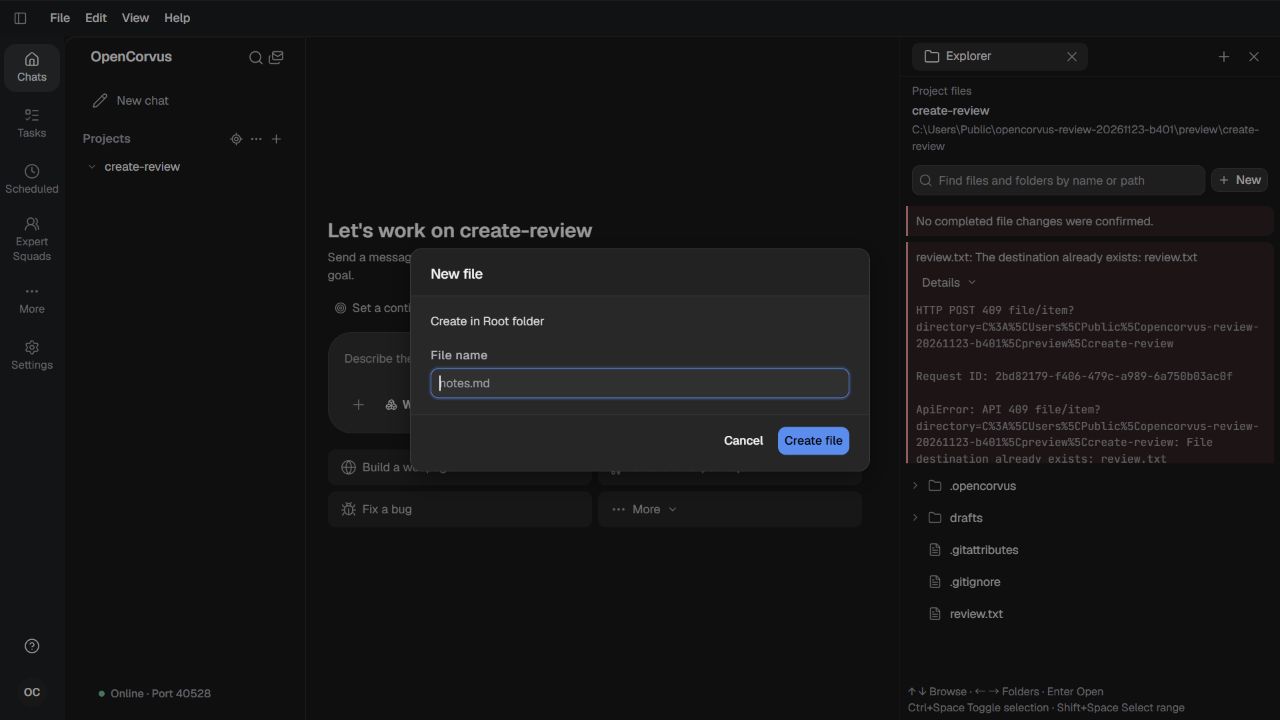 File Edit View Help
Chats
Tasks
Scheduled
Expert
Squads
More
Settings
OC
OpenCorvus
New chat
Projects
create-review
Online · Port 40528
Let's work on create-review
Send a messag
goal.
Set a conti
Describe the
W
Build a w
Fix a bug
More
New file
Create in Root folder
File name
notes.md
Cancel
Create file
Explorer
Project files
create-review
C:\Users\Public\opencorvus-review-20261123-b401\preview\create-
review
Find files and folders by name or path
New
No completed file changes were confirmed.
review.txt: The destination already exists: review.txt
Details
HTTP POST 409 file/item?
directory=C%3A%5CUsers%5CPublic%5Copencorvus-review-
20261123-b401%5Cpreview%5Ccreate-review
Request ID: 2bd82179-f406-479c-a989-6a750b03ac0f
ApiError: API 409 file/item?
directory=C%3A%5CUsers%5CPublic%5Copencorvus-review-
20261123-b401%5Cpreview%5Ccreate-review: File
destination already exists: review.txt
.opencorvus
drafts
.gitattributes
.gitignore
review.txt
↑↓ Browse · ← → Folders · Enter Open
Ctrl+Space Toggle selection · Shift+Space Select range